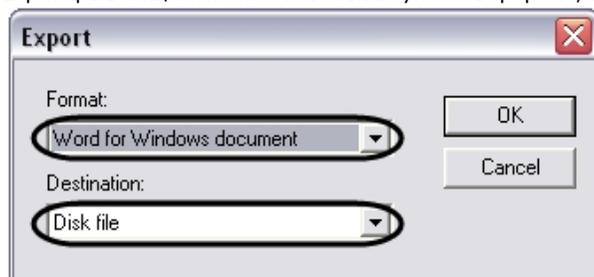 Export
Format:
Word for Windows document
OK
Cancel
Destination:
Disk file